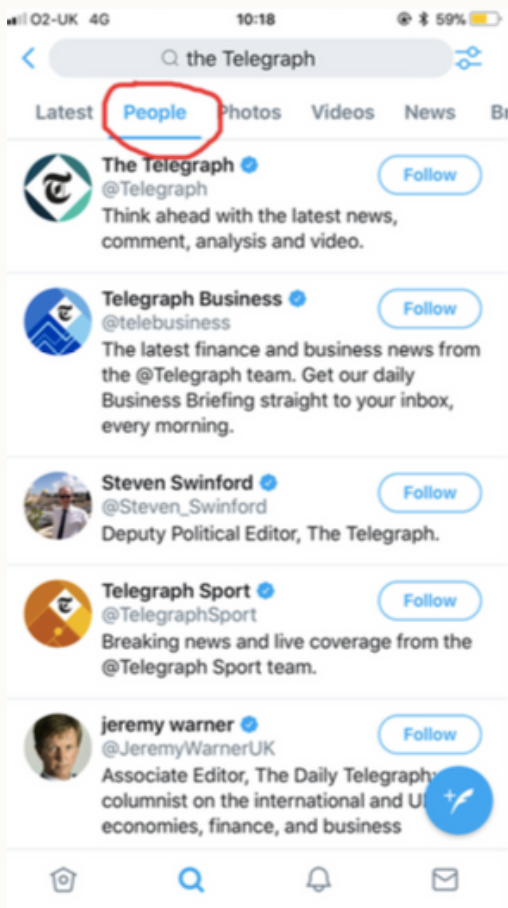 O2-UK 4G 10:18 59%
the Telegraph
Latest People Photos Videos News Br
The Telegraph
@Telegraph
Follow
Think ahead with the latest news,
comment, analysis and video.
Telegraph Business
@telebusiness
Follow
The latest finance and business news from
the @Telegraph team. Get our daily
Business Briefing straight to your inbox,
every morning.
Steven Swinford
@Steven_Swinford
Follow
Deputy Political Editor, The Telegraph.
Telegraph Sport
@TelegraphSport
Follow
Breaking news and live coverage from the
@Telegraph Sport team.
jeremy warner
@JeremyWarnerUK
Follow
Associate Editor, The Daily Telegraph;
columnist on the international and U
economies, finance, and business